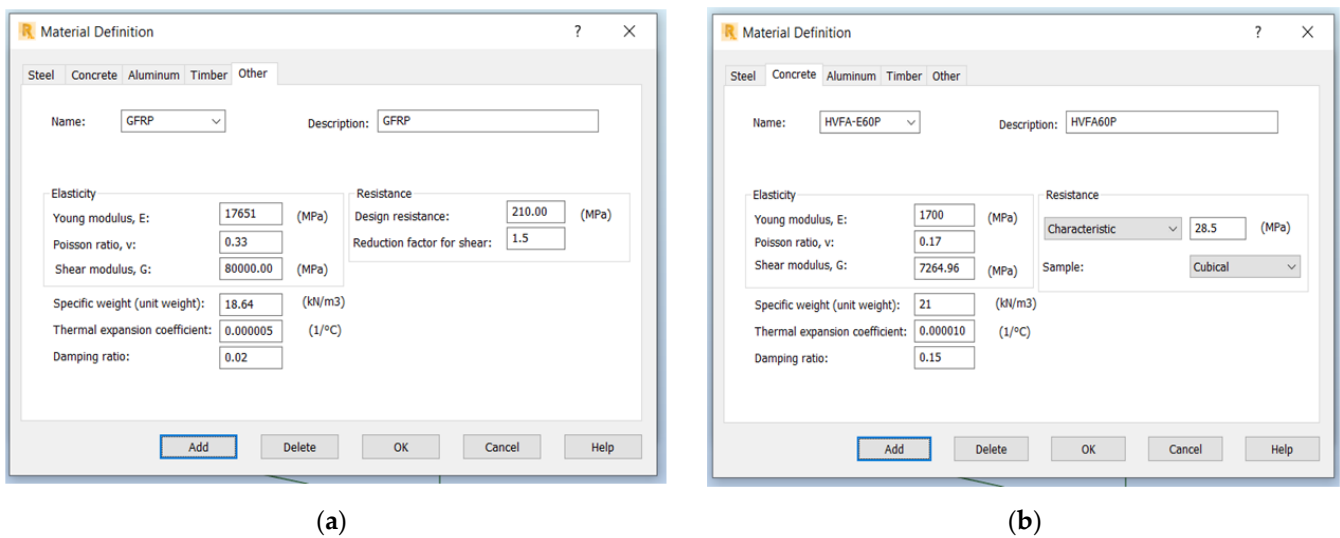 Material Definition ? ×
Steel Concrete Aluminum Timber Other
Name: GFRP Description: GFRP
Elasticity Resistance
Young modulus, E: 17651 (MPa) Design resistance: 210.00 (MPa)
Poisson ratio, v: 0.33 Reduction factor for shear: 1.5
Shear modulus, G: 80000.00 (MPa)
Specific weight (unit weight): 18.64 (kN/m3)
Thermal expansion coefficient: 0.000005 (1/°C)
Damping ratio: 0.02
Add Delete OK Cancel Help
(a)
Material Definition ? ×
Steel Concrete Aluminum Timber Other
Name: HVFA-E60P Description: HVFA60P
Elasticity Resistance
Young modulus, E: 1700 (MPa) Characteristic 28.5 (MPa)
Poisson ratio, v: 0.17
Shear modulus, G: 7264.96 (MPa) Sample: Cubical
Specific weight (unit weight): 21 (kN/m3)
Thermal expansion coefficient: 0.000010 (1/°C)
Damping ratio: 0.15
Add Delete OK Cancel Help
(b)